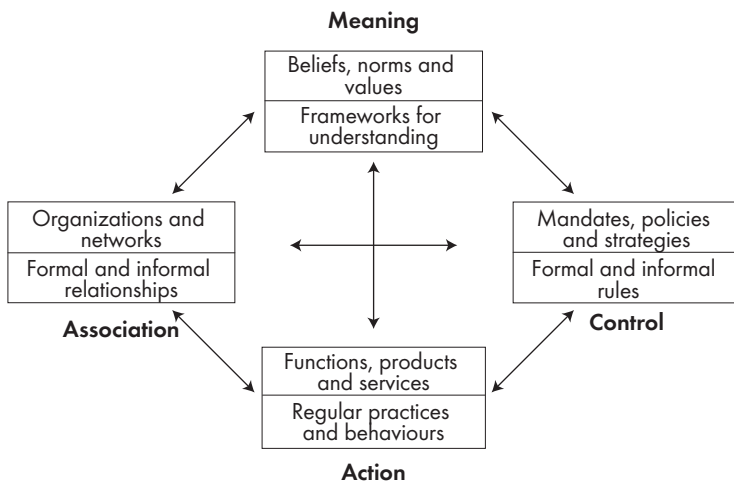 Meaning
Beliefs, norms and
values
Frameworks for
understanding
Organizations and
networks
Formal and informal
relationships
Association
Mandates, policies
and strategies
Formal and informal
rules
Control
Functions, products
and services
Regular practices
and behaviours
Action